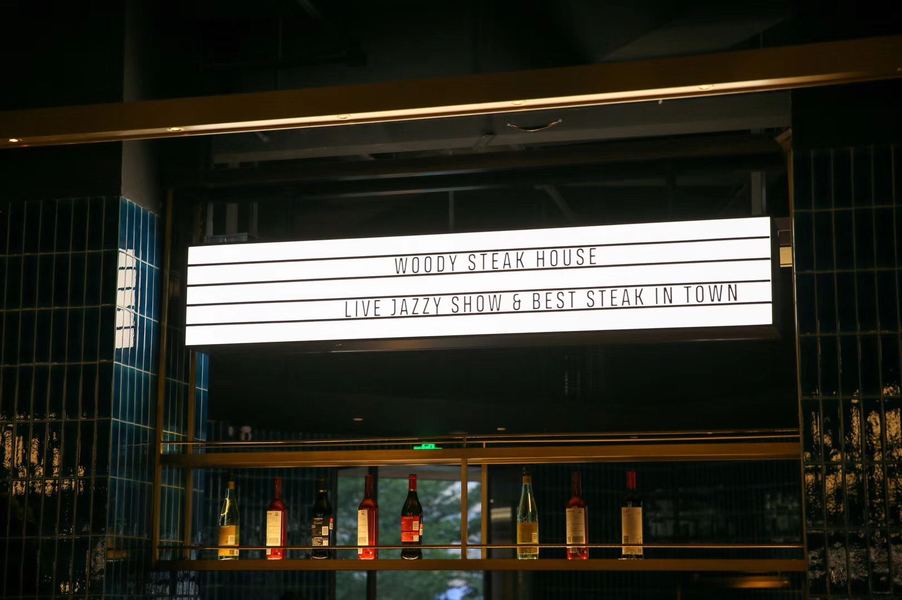 WOODY STEAK HOUSE
LIVE JAZZY SHOW & BEST STEAK IN TOWN